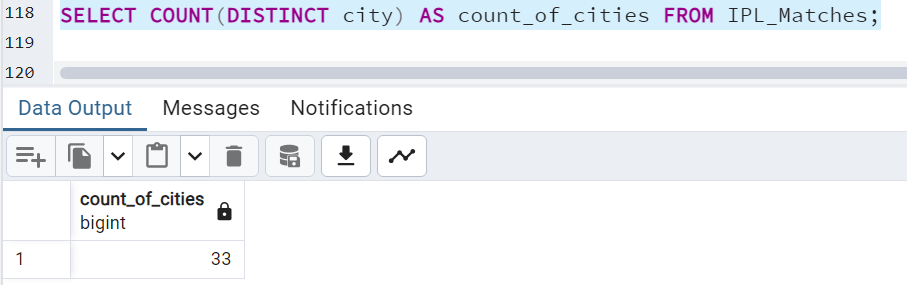 118 SELECT COUNT(DISTINCT city) AS count_of_cities FROM IPL_Matches;
119
120
Data Output Messages Notifications
count_of_cities
bigint
1 33